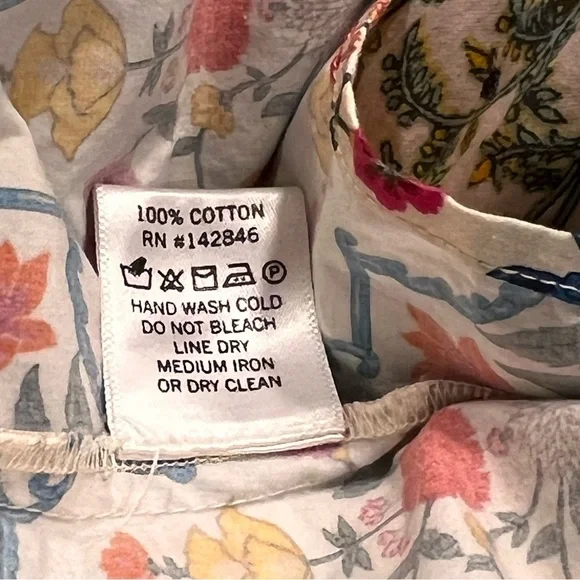 100% COTTON
RN #142846
P
HAND WASH COLD
DO NOT BLEACH
LINE DRY
MEDIUM IRON
OR DRY CLEAN